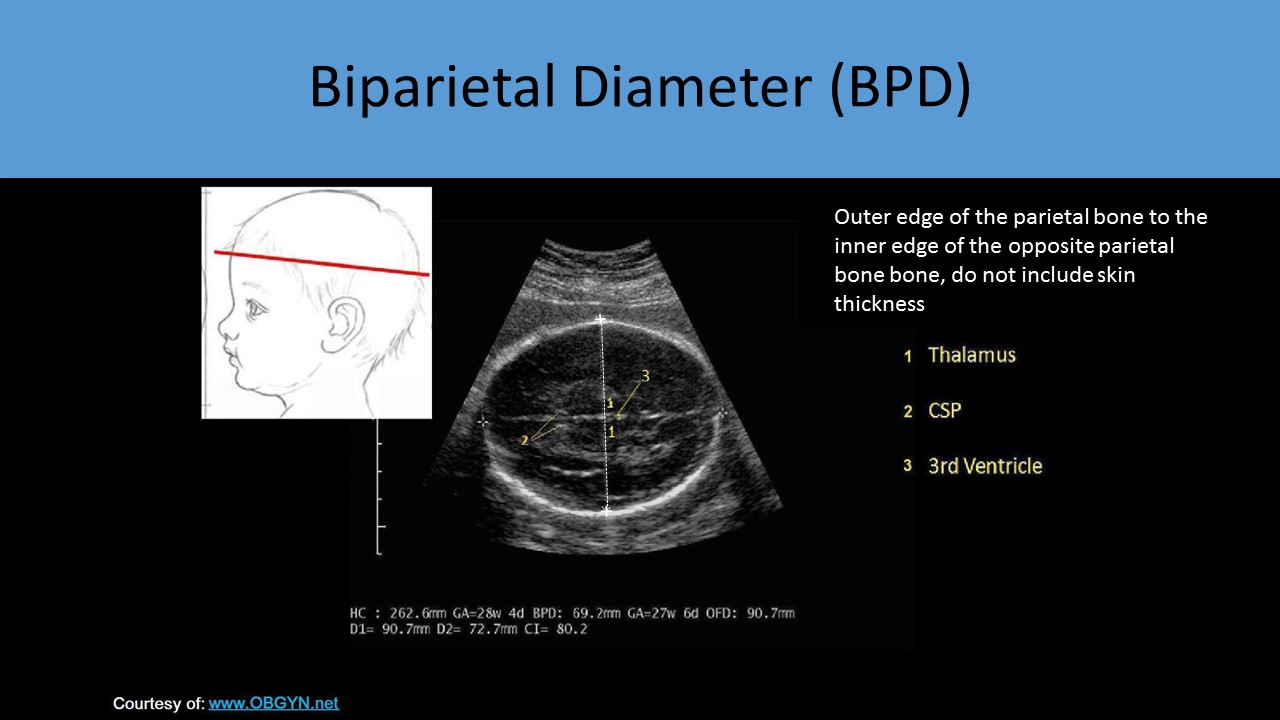 Biparietal Diameter (BPD)
Outer edge of the parietal bone to the
inner edge of the opposite parietal
bone bone, do not include skin
thickness
1 Thalamus
2 CSP
3 3rd Ventricle
3
1
1
2
HC : 262.6mm GA=28w 4d BPD: 69.2mm GA=27w 6d OFD: 90.7mm
D1= 90.7mm D2= 72.7mm CI= 80.2
Courtesy of: www.OBGYN.net